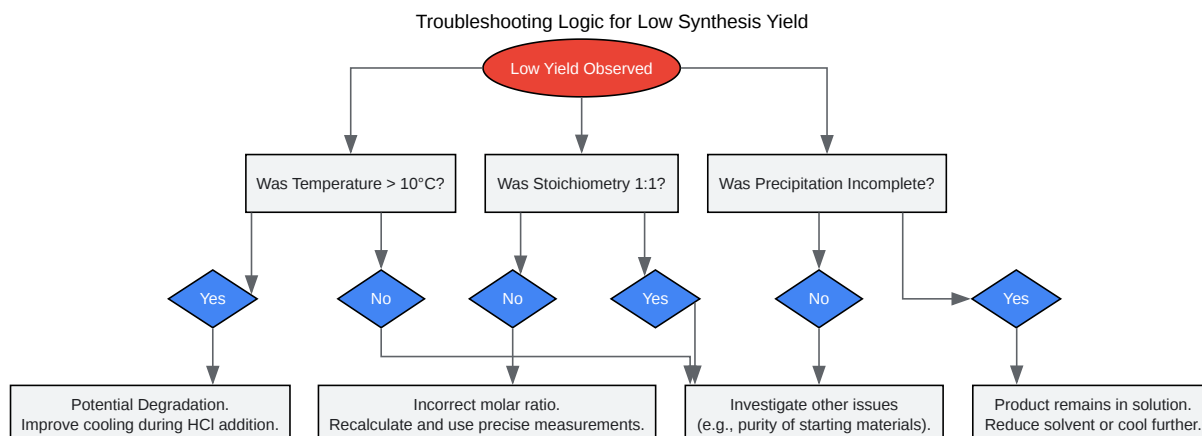 Troubleshooting Logic for Low Synthesis Yield
Low Yield Observed
Was Temperature > 10°C?
Was Stoichiometry 1:1?
Was Precipitation Incomplete?
Yes
No
No
Yes
No
Yes
Potential Degradation.
Improve cooling during HCl addition.
Incorrect molar ratio.
Recalculate and use precise measurements.
Investigate other issues
(e.g., purity of starting materials).
Product remains in solution.
Reduce solvent or cool further.